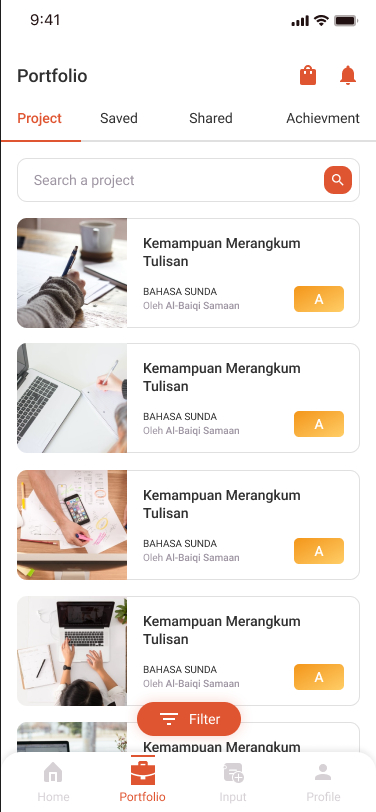 9:41
Portfolio
Project
Saved
Shared
Achievment
Search a project
Kemampuan Merangkum
Tulisan
BAHASA SUNDA
Oleh Al-Baiqi Samaan
A
Kemampuan Merangkum
Tulisan
BAHASA SUNDA
Oleh Al-Baiqi Samaan
A
Kemampuan Merangkum
Tulisan
BAHASA SUNDA
Oleh Al-Baiqi Samaan
A
Kemampuan Merangkum
Tulisan
BAHASA SUNDA
Oleh Al-Baiqi Samaan
A
Filter
Kemampuan Merangkum
Home
Portfolio
Input
Profile